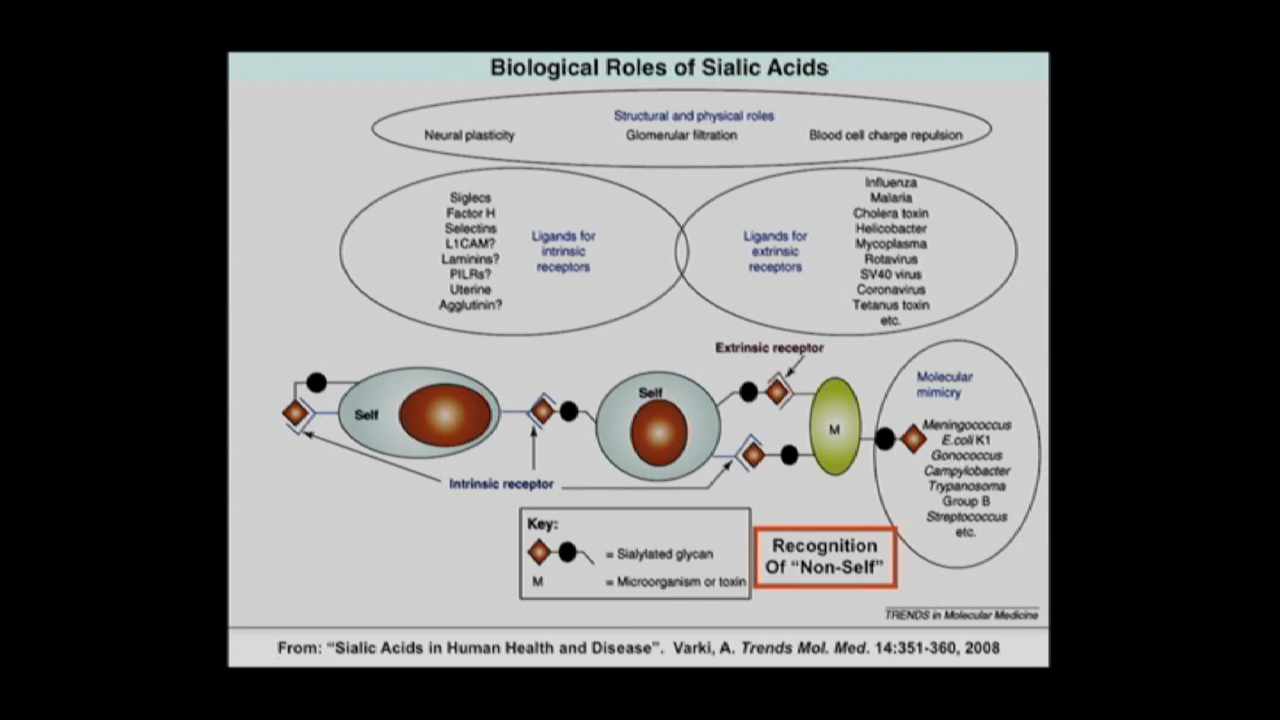 Biological Roles of Sialic Acids
Structural and physical roles
Neural plasticity
Glomerular filtration
Blood cell charge repulsion
Siglecs
Factor H
Selectins
L1CAM?
Laminins?
PILRs?
Uterine
Agglutinin?
Ligands for
intrinsic
receptors
Ligands for
extrinsic
receptors
Influenza
Malaria
Cholera toxin
Helicobacter
Mycoplasma
Rotavirus
SV40 virus
Coronavirus
Tetanus toxin
etc.
Extrinsic receptor
Self
Self
M
Intrinsic receptor
Molecular
mimicry
Meningococcus
E.coli K1
Gonococcus
Campylobacter
Trypanosoma
Group B
Streptococcus
etc.
Key:
= Sialylated glycan
M = Microorganism or toxin
Recognition
Of “Non-Self”
TRENDS in Molecular Medicine
From: “Sialic Acids in Human Health and Disease”. Varki, A. Trends Mol. Med. 14:351-360, 2008